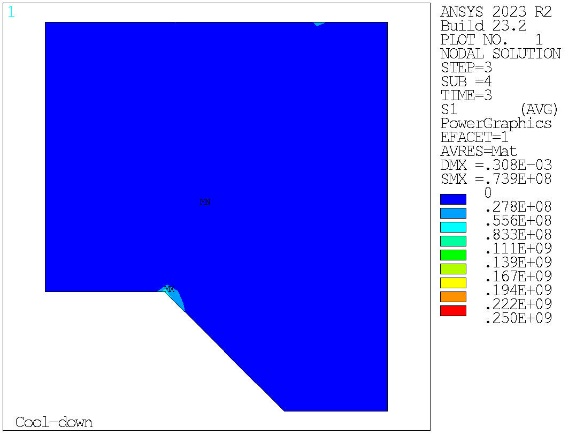 1
ANSYS 2023 R2
Build 23.2
PLOT NO. 1
NODAL SOLUTION
STEP=3
SUB =4
TIME=3
S1 (AVG)
PowerGraphics
EFACET=1
AVRES=Mat
DMX =.308E-03
SMX =.739E+08
0
.278E+08
.556E+08
.833E+08
.111E+09
.139E+09
.167E+09
.194E+09
.222E+09
.250E+09
Cool-down